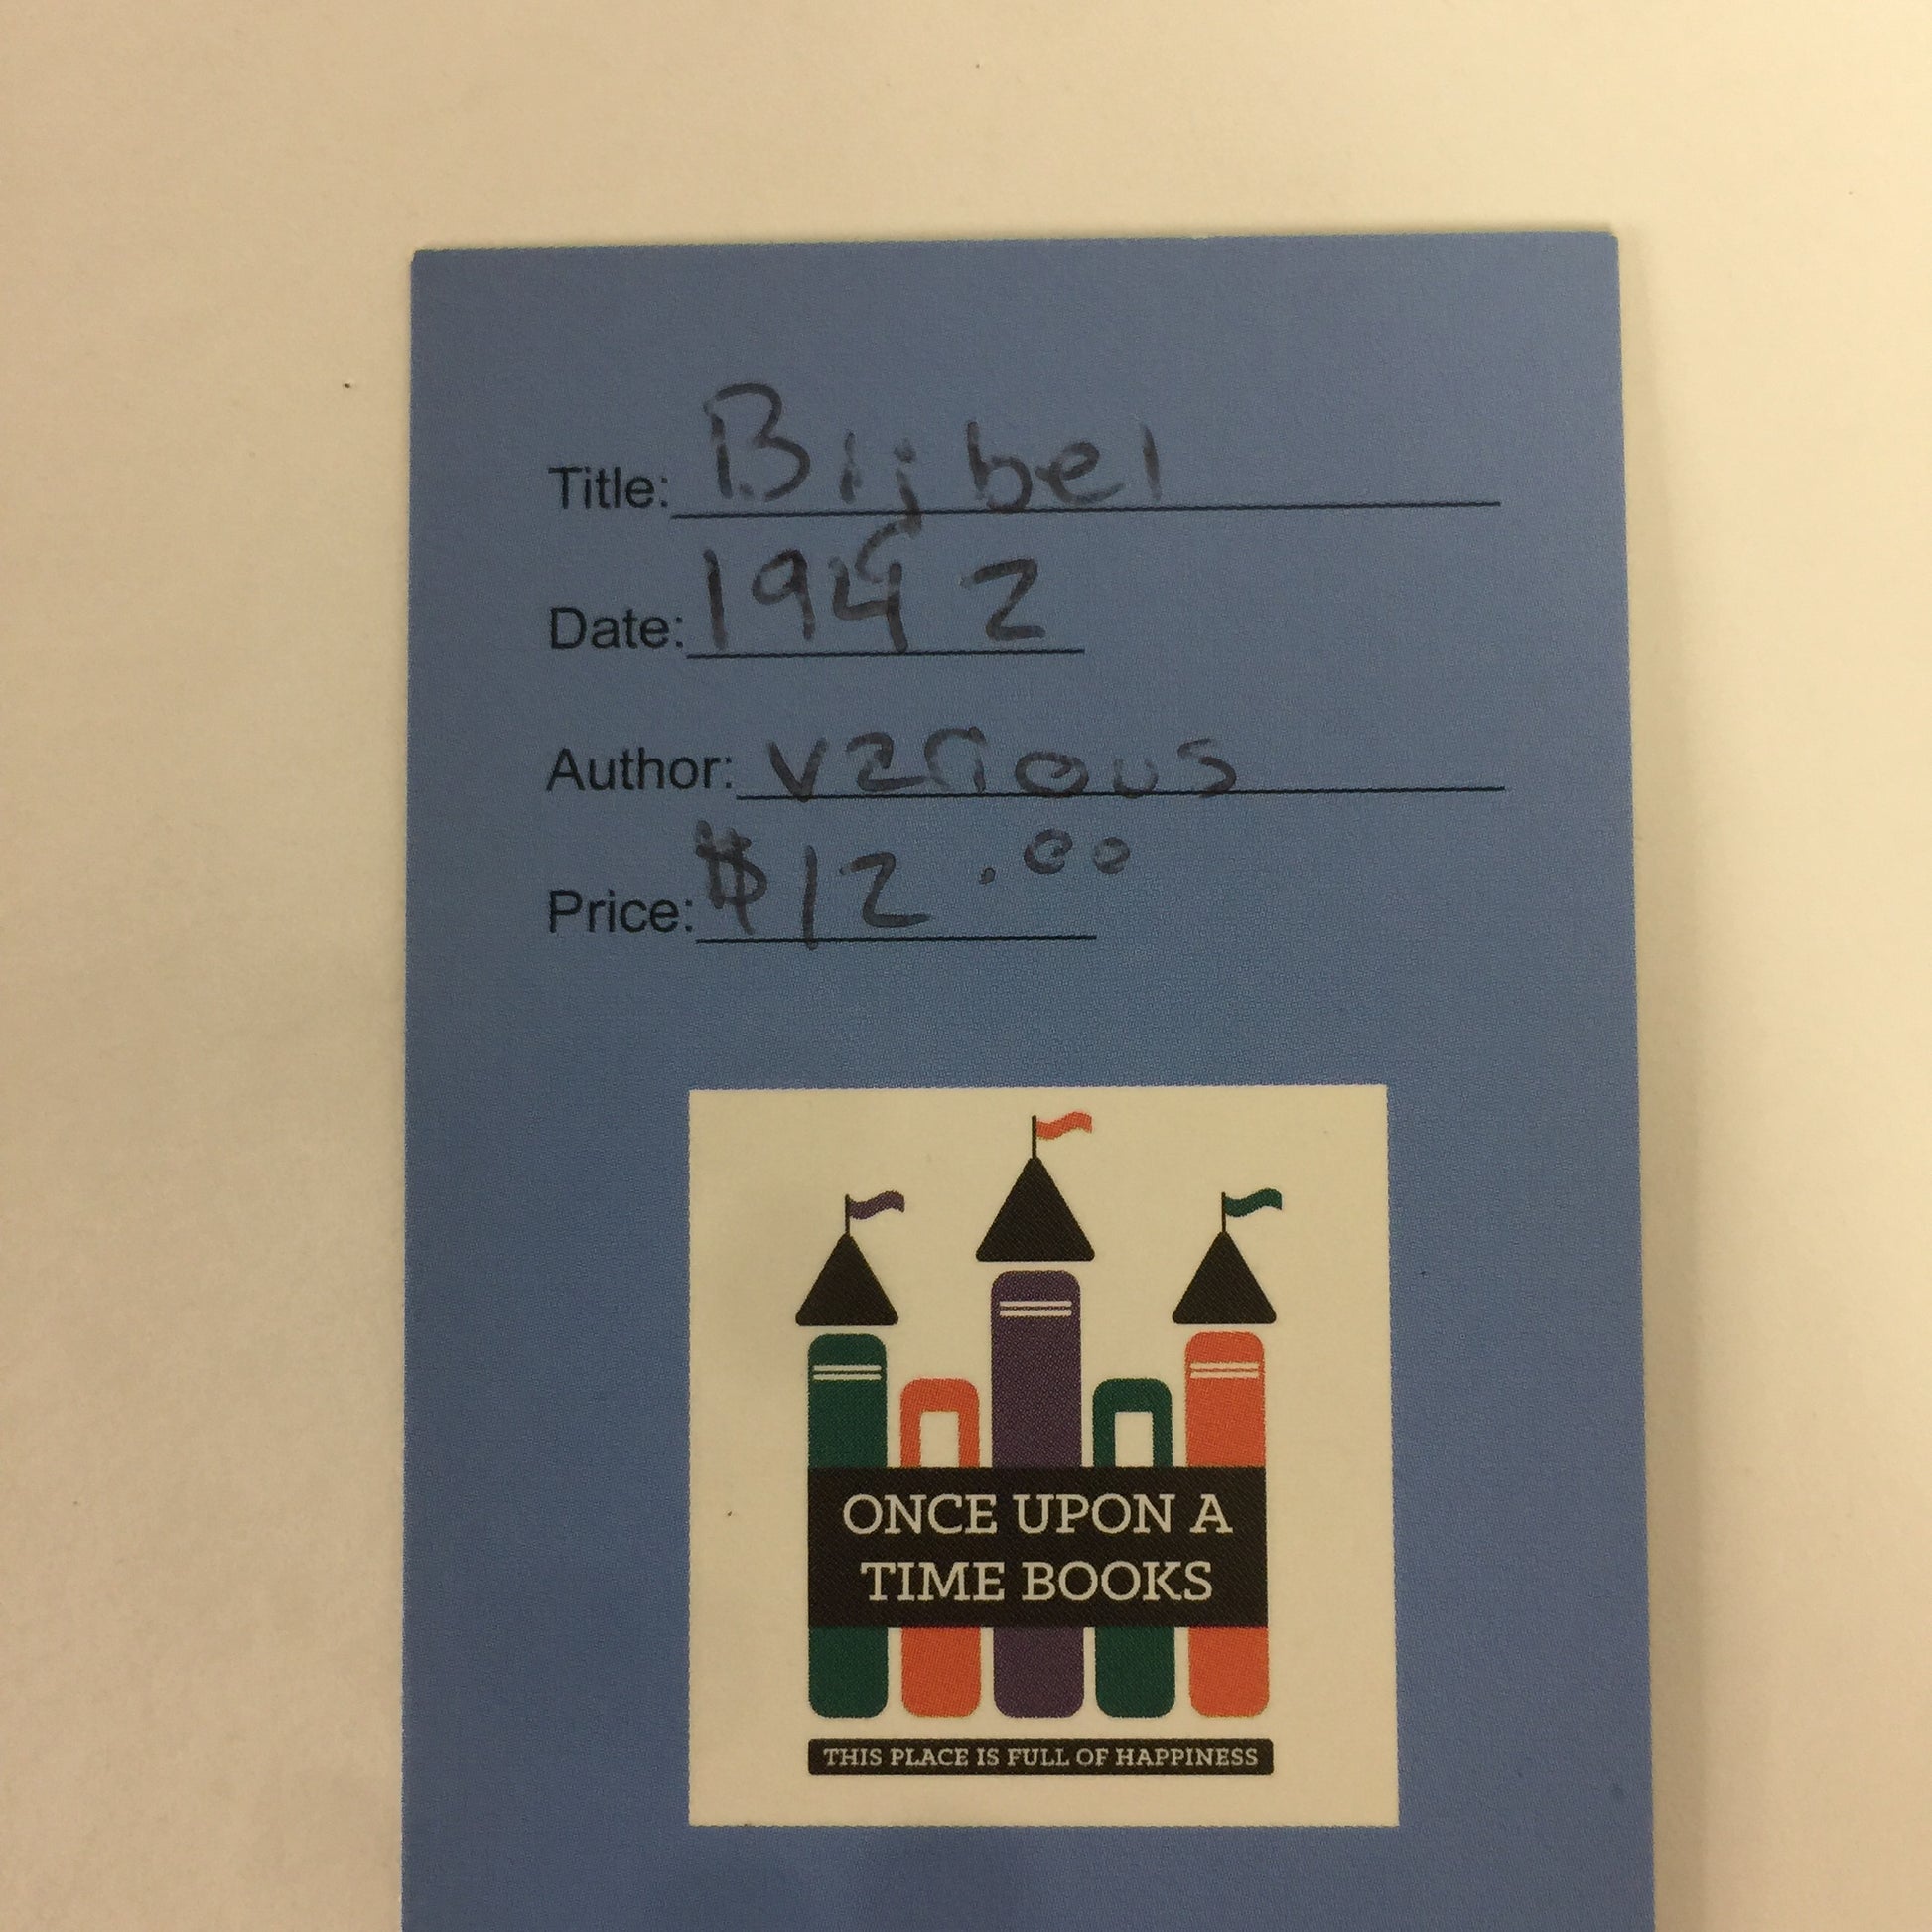 Title: Bijbel
Date: 1942
Author: Various
Price: $12.00
ONCE UPON A
TIME BOOKS
THIS PLACE IS FULL OF HAPPINESS